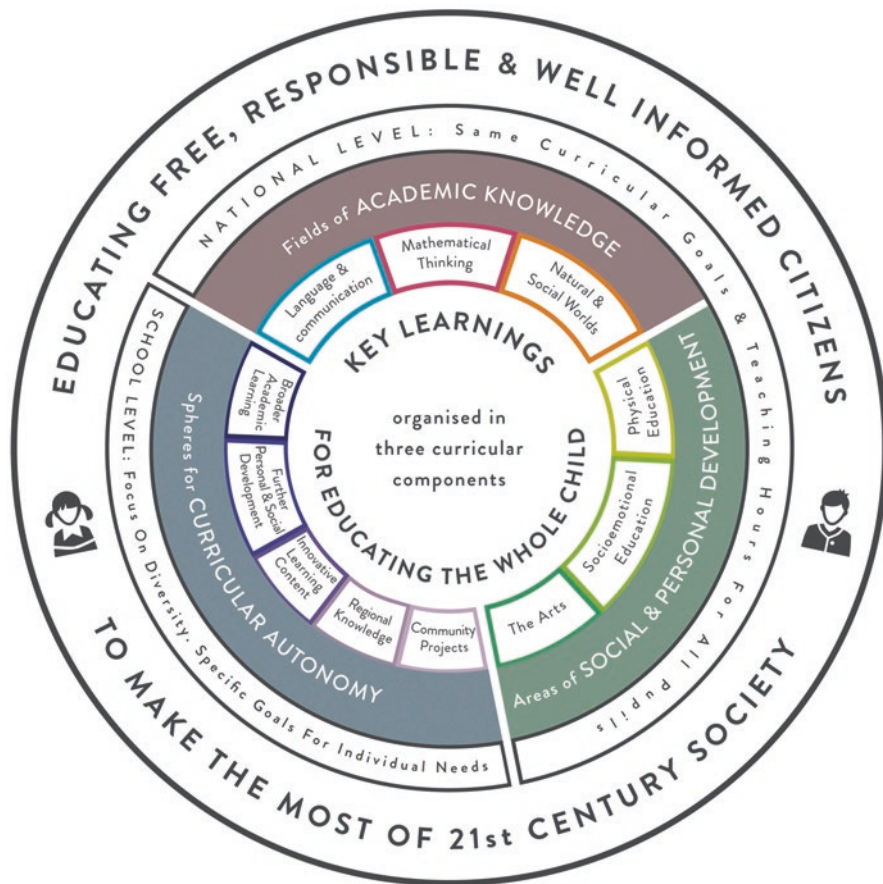 EDUCATING FREE, RESPONSIBLE & WELL INFORMED CITIZENS
TO MAKE THE MOST OF 21st CENTURY SOCIETY
NATIONAL LEVEL: Same Curricular Goals & Teaching Hours For All Pupils
SCHOOL LEVEL: Focus On Diversity. Specific Goals For Individual Needs
Fields of ACADEMIC KNOWLEDGE
Language &
communication
Mathematical
Thinking
Natural &
Social Worlds
Areas of SOCIAL & PERSONAL DEVELOPMENT
Physical
Education
Socioemotional
Education
The Arts
Spheres for CURRICULAR AUTONOMY
Broader
Academic
Learning
Further
Personal & Social
Development
Innovative
Learning
Content
Regional
Knowledge
Community
Projects
KEY LEARNINGS
organised in
three curricular
components
FOR EDUCATING THE WHOLE CHILD